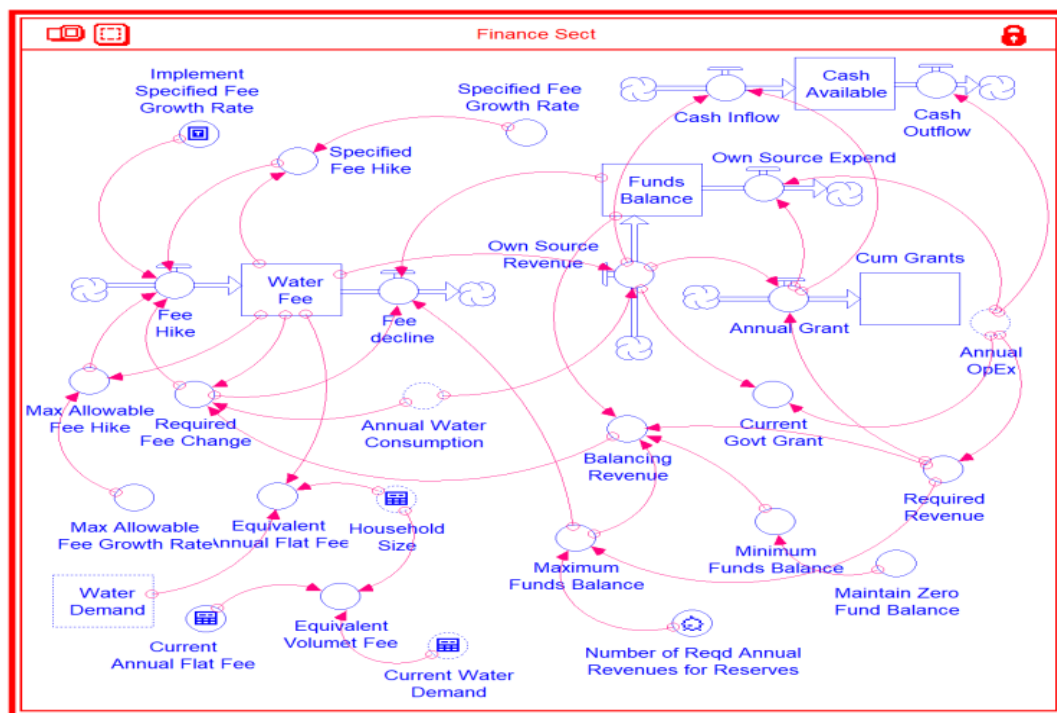 Finance Sect
Implement
Specified Fee
Growth Rate
Specified Fee
Growth Rate
Cash
Available
Cash Inflow
Cash
Outflow
Specified
Fee Hike
Own Source Expend
Funds
Balance
Own Source
Revenue
Cum Grants
Water
Fee
Fee
Hike
Fee
decline
Annual Grant
Annual
OpEx
Max Allowable
Fee Hike
Required
Fee Change
Annual Water
Consumption
Current
Govt Grant
Balancing
Revenue
Required
Revenue
Max Allowable
Fee Growth Rate
Equivalent
Annual Flat Fee
Household
Size
Maximum
Funds Balance
Minimum
Funds Balance
Maintain Zero
Fund Balance
Water
Demand
Current
Annual Flat Fee
Equivalent
Volumet Fee
Current Water
Demand
Number of Reqd Annual
Revenues for Reserves